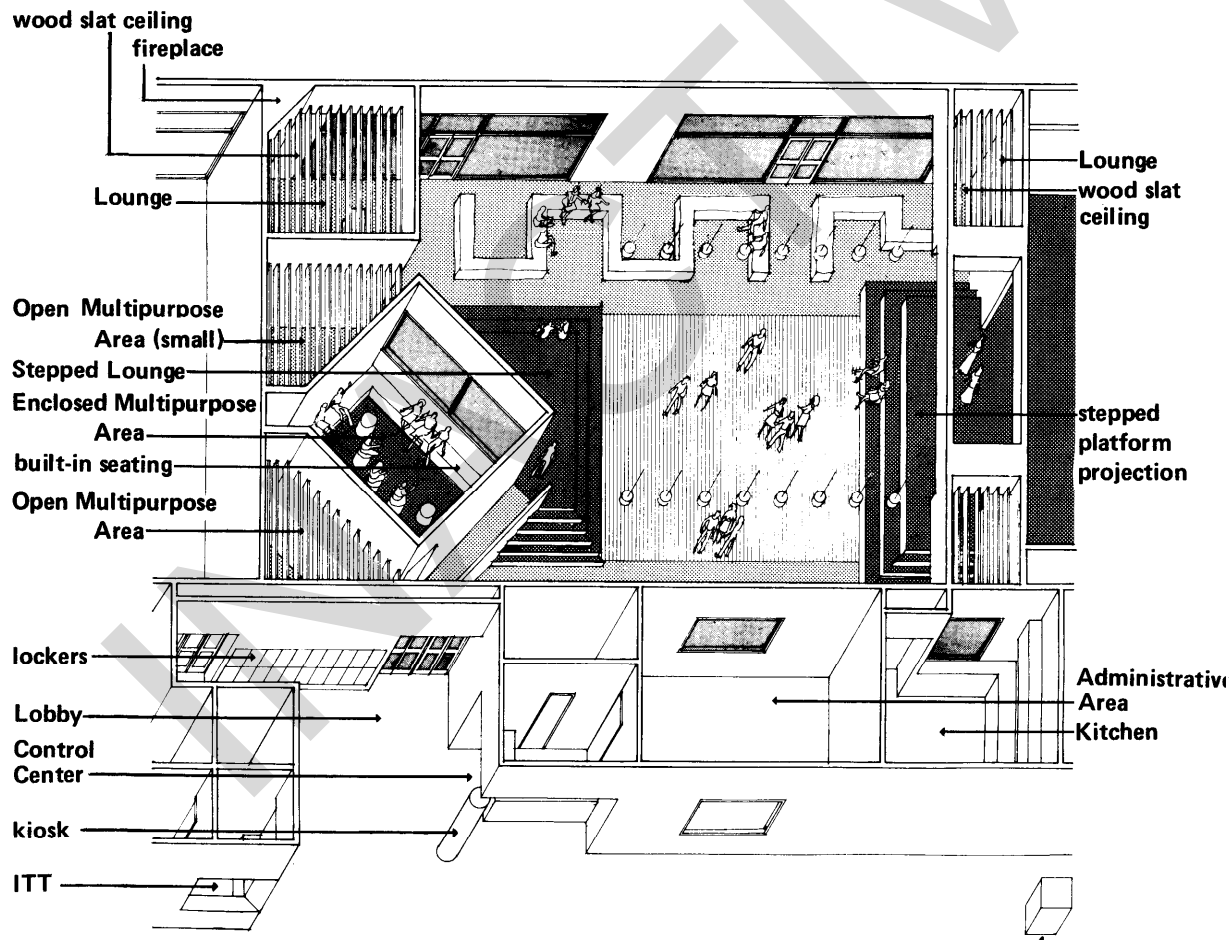 wood slat ceiling
fireplace
Lounge
Open Multipurpose
Area (small)
Stepped Lounge
Enclosed Multipurpose
Area
built-in seating
Open Multipurpose
Area
lockers
Lobby
Control
Center
kiosk
ITT
Lounge
wood slat
ceiling
stepped
platform
projection
Administrative
Area
Kitchen
INACTIV